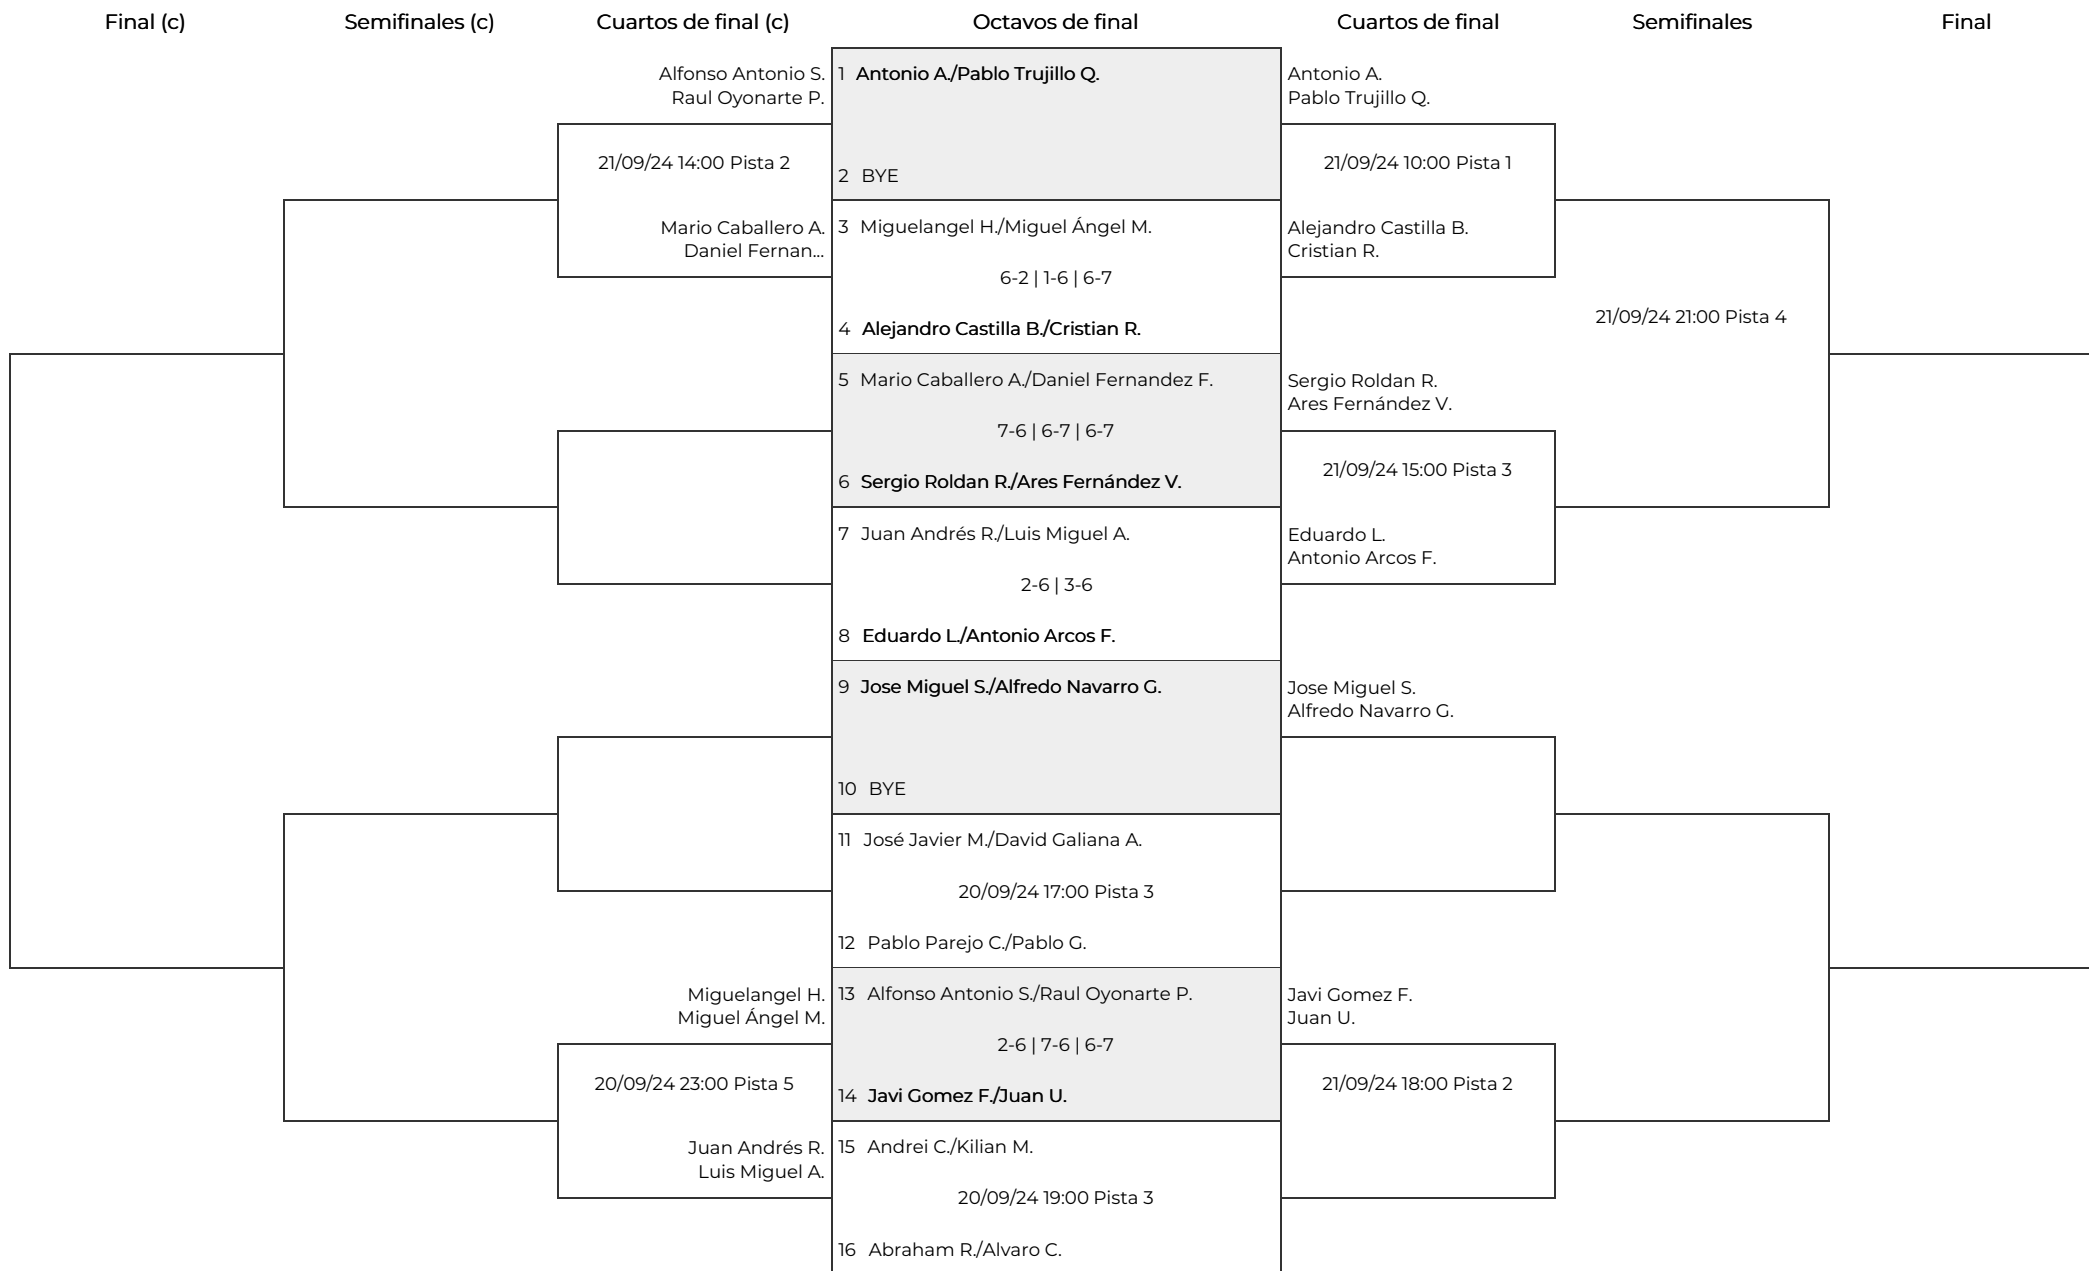 Final (c)
Semifinales (c)
Cuartos de final (c)
Octavos de final
Cuartos de final
Semifinales
Final
Alfonso Antonio S.
Raul Oyonarte P.
21/09/24 14:00 Pista 2
Mario Caballero A.
Daniel Fernan...
Miguelangel H.
Miguel Ángel M.
20/09/24 23:00 Pista 5
Juan Andrés R.
Luis Miguel A.
1 Antonio A./Pablo Trujillo Q.
2 BYE
3 Miguelangel H./Miguel Ángel M.
6-2 | 1-6 | 6-7
4 Alejandro Castilla B./Cristian R.
5 Mario Caballero A./Daniel Fernandez F.
7-6 | 6-7 | 6-7
6 Sergio Roldan R./Ares Fernández V.
7 Juan Andrés R./Luis Miguel A.
2-6 | 3-6
8 Eduardo L./Antonio Arcos F.
9 Jose Miguel S./Alfredo Navarro G.
10 BYE
11 José Javier M./David Galiana A.
20/09/24 17:00 Pista 3
12 Pablo Parejo C./Pablo G.
13 Alfonso Antonio S./Raul Oyonarte P.
2-6 | 7-6 | 6-7
14 Javi Gomez F./Juan U.
15 Andrei C./Kilian M.
20/09/24 19:00 Pista 3
16 Abraham R./Alvaro C.
Antonio A.
Pablo Trujillo Q.
21/09/24 10:00 Pista 1
Alejandro Castilla B.
Cristian R.
Sergio Roldan R.
Ares Fernández V.
21/09/24 15:00 Pista 3
Eduardo L.
Antonio Arcos F.
Jose Miguel S.
Alfredo Navarro G.
Javi Gomez F.
Juan U.
21/09/24 18:00 Pista 2
21/09/24 21:00 Pista 4